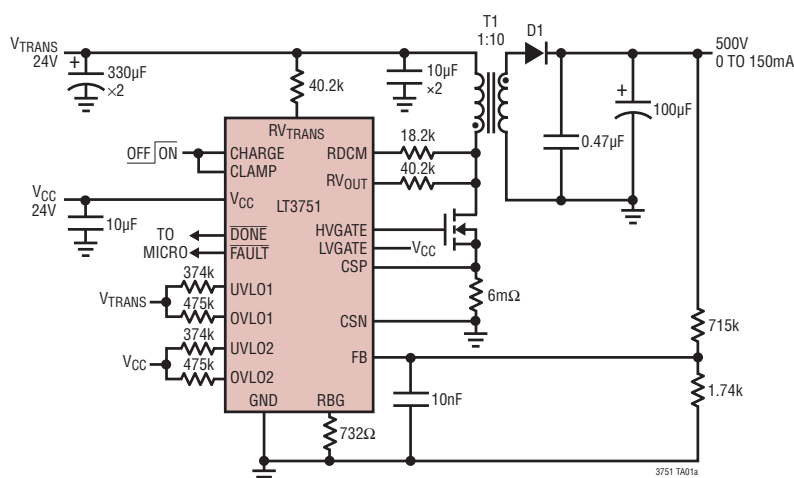 T1
1:10
D1
VTRANS
24V
+
330µF
×2
40.2k
10µF
×2
500V
0 TO 150mA
+
100µF
0.47µF
RVTRANS
OFF ON
CHARGE
CLAMP
RDCM
18.2k
RVOUT
40.2k
VCC
24V
VCC
LT3751
10µF
TO
MICRO
DONE
FAULT
HVGATE
LVGATE
VCC
CSP
374k
VTRANS
UVLO1
475k
OVLO1
6mΩ
CSN
374k
VCC
UVLO2
475k
OVLO2
FB
715k
1.74k
GND
RBG
10nF
732Ω
3751 TA01a